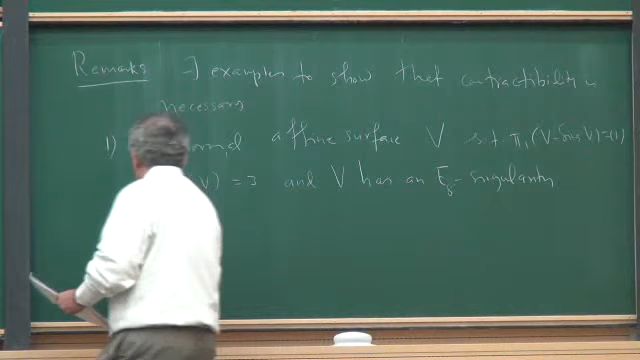 Remarks ∃ examples to show that contractibility is
necessary
1) normal affine surface V s.t. π₁(V-Sing V)=(1)
V) = 3 and V has an E₈-singularity